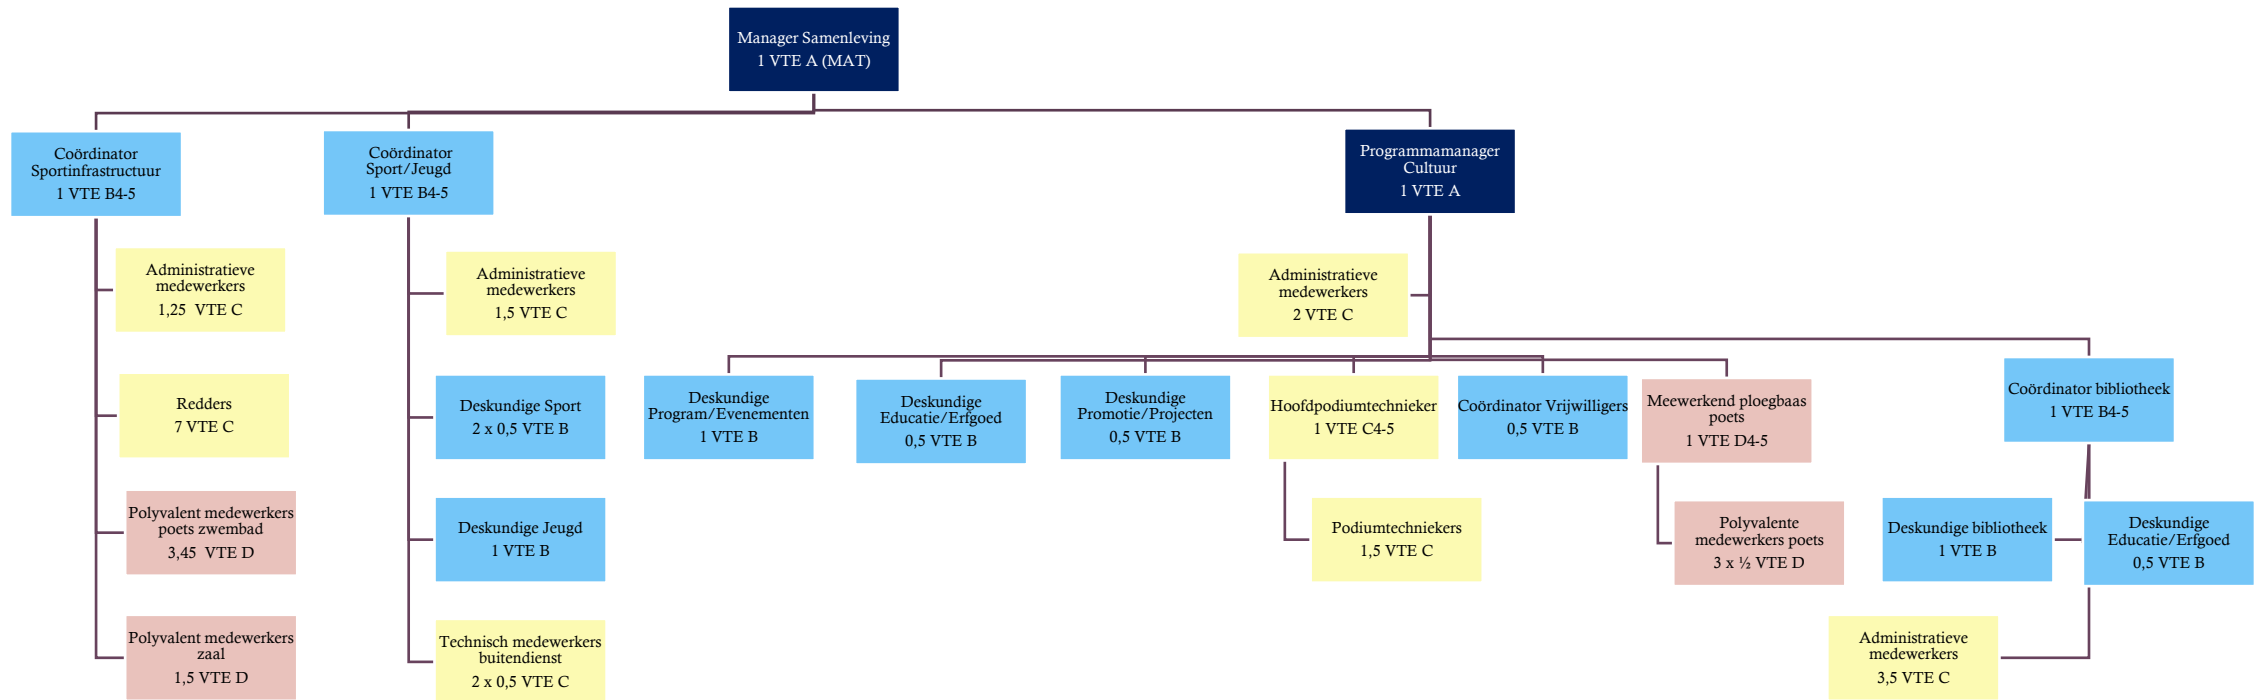 Manager Samenleving
1 VTE A (MAT)
Coördinator
Sportinfrastructuur
1 VTE B4-5
Coördinator
Sport/Jeugd
1 VTE B4-5
Programmamanager
Cultuur
1 VTE A
Administratieve
medewerkers
1,25 VTE C
Redders
7 VTE C
Polyvalent medewerkers
poets zwembad
3,45 VTE D
Polyvalent medewerkers
zaal
1,5 VTE D
Administratieve
medewerkers
1,5 VTE C
Deskundige Sport
2 x 0,5 VTE B
Deskundige Jeugd
1 VTE B
Technisch medewerkers
buitendienst
2 x 0,5 VTE C
Administratieve
medewerkers
2 VTE C
Deskundige
Program/Evenementen
1 VTE B
Deskundige
Educatie/Erfgoed
0,5 VTE B
Deskundige
Promotie/Projecten
0,5 VTE B
Hoofdpodiumtechnieker
1 VTE C4-5
Podiumtechniekers
1,5 VTE C
Coördinator Vrijwilligers
0,5 VTE B
Meewerkend ploegbaas
poets
1 VTE D4-5
Polyvalente
medewerkers poets
3 x ½ VTE D
Coördinator bibliotheek
1 VTE B4-5
Deskundige bibliotheek
1 VTE B
Deskundige
Educatie/Erfgoed
0,5 VTE B
Administratieve
medewerkers
3,5 VTE C